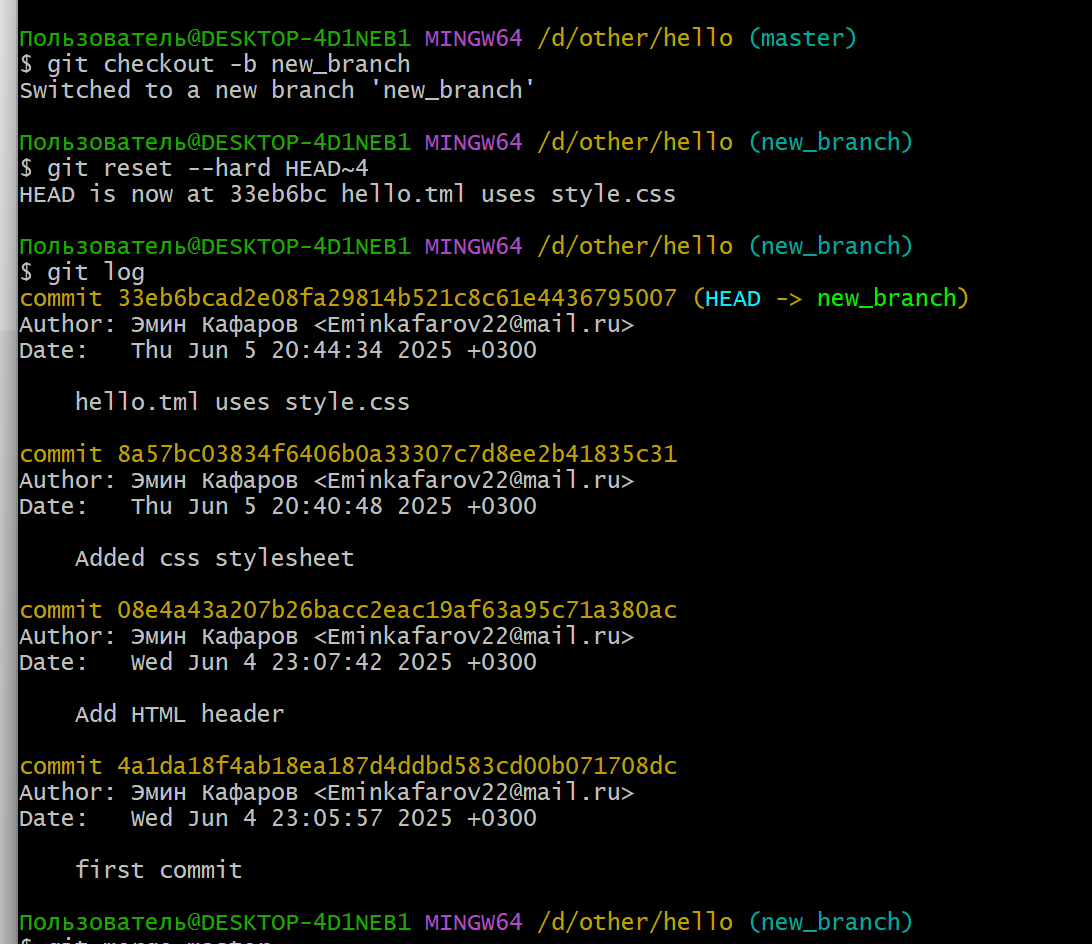 Пользователь@DESKTOP-4D1NEB1 MINGW64 /d/other/hello (master)
$ git checkout -b new_branch
Switched to a new branch 'new_branch'
Пользователь@DESKTOP-4D1NEB1 MINGW64 /d/other/hello (new_branch)
$ git reset --hard HEAD~4
HEAD is now at 33eb6bc hello.tml uses style.css
Пользователь@DESKTOP-4D1NEB1 MINGW64 /d/other/hello (new_branch)
$ git log
commit 33eb6bcad2e08fa29814b521c8c61e4436795007 (HEAD -> new_branch)
Author: Эмин Кафаров <Eminkafarov22@mail.ru>
Date:   Thu Jun 5 20:44:34 2025 +0300
hello.tml uses style.css
commit 8a57bc03834f6406b0a33307c7d8ee2b41835c31
Author: Эмин Кафаров <Eminkafarov22@mail.ru>
Date:   Thu Jun 5 20:40:48 2025 +0300
Added css stylesheet
commit 08e4a43a207b26bacc2eac19af63a95c71a380ac
Author: Эмин Кафаров <Eminkafarov22@mail.ru>
Date:   Wed Jun 4 23:07:42 2025 +0300
Add HTML header
commit 4a1da18f4ab18ea187d4ddbd583cd00b071708dc
Author: Эмин Кафаров <Eminkafarov22@mail.ru>
Date:   Wed Jun 4 23:05:57 2025 +0300
first commit
Пользователь@DESKTOP-4D1NEB1 MINGW64 /d/other/hello (new_branch)
$ git merge master